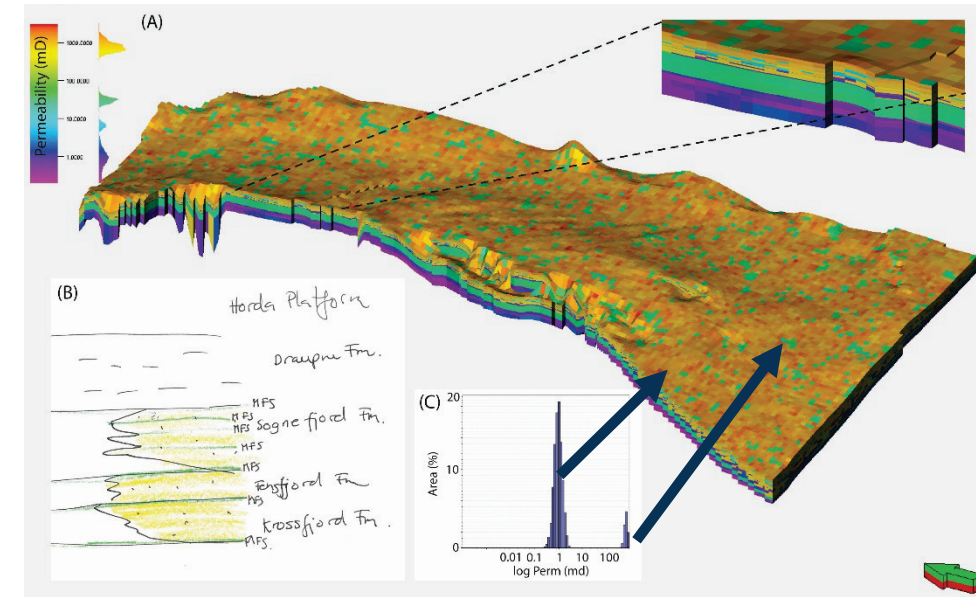 (A)
Permeability (mD)
1000.0000
100.0000
10.0000
1.0000
(B)
Horda Platform
Draupne Fm.
MFS
MFS
MFS Sognefjord Fm.
MFS
MFS
Fensfjord Fm
MFS
Krossfjord Fm.
MFS.
(C)
20
10
0
Area (%)
0.01 0.1 1 10 100
log Perm (md)